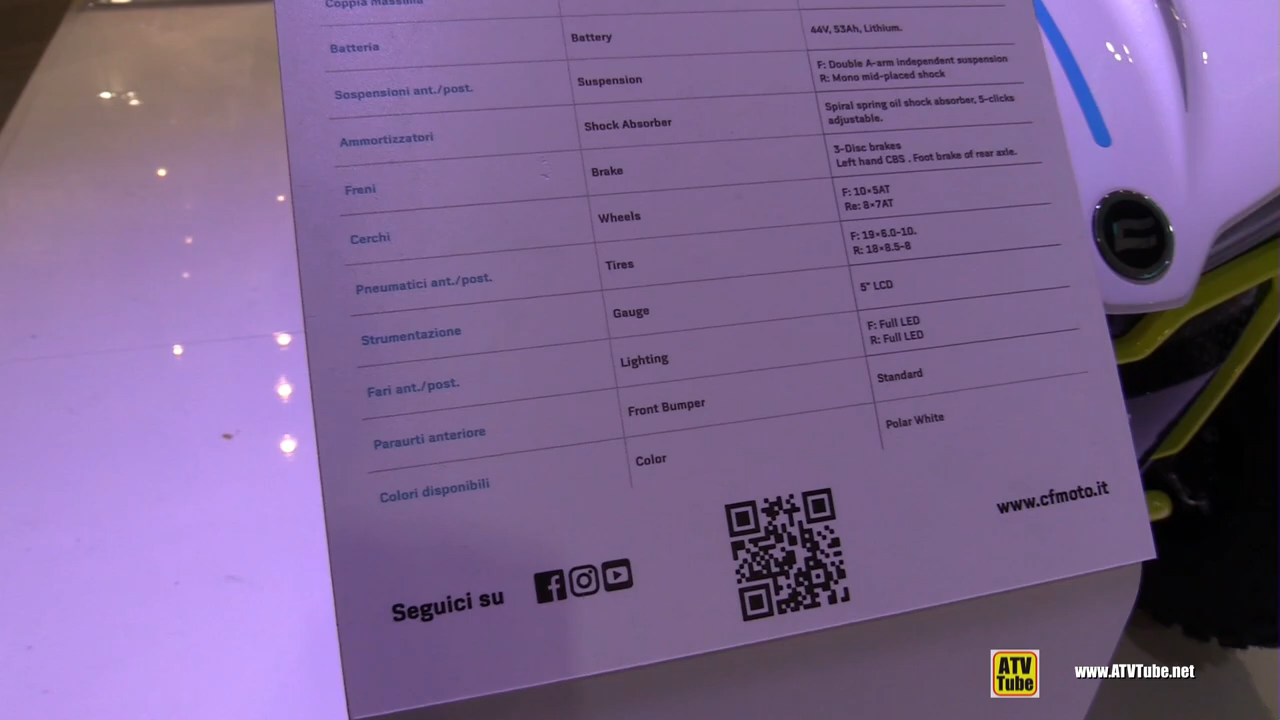 Coppia massima
Batteria Battery 44V, 53Ah, Lithium.
Sospensioni ant./post. Suspension F: Double A-arm independent suspension
R: Mono mid-placed shock
Ammortizzatori Shock Absorber Spiral spring oil shock absorber, 5-clicks
adjustable.
Freni Brake 3-Disc brakes
Left hand CBS . Foot brake of rear axle.
Cerchi Wheels F: 10×5AT
Re: 8×7AT
Pneumatici ant./post. Tires F: 19×6.0-10.
R: 18×8.5-8
Strumentazione Gauge 5" LCD
Fari ant./post. Lighting F: Full LED
R: Full LED
Paraurti anteriore Front Bumper Standard
Colori disponibili Color Polar White
www.cfmoto.it
Seguici su
ATV
Tube
www.ATVTube.net